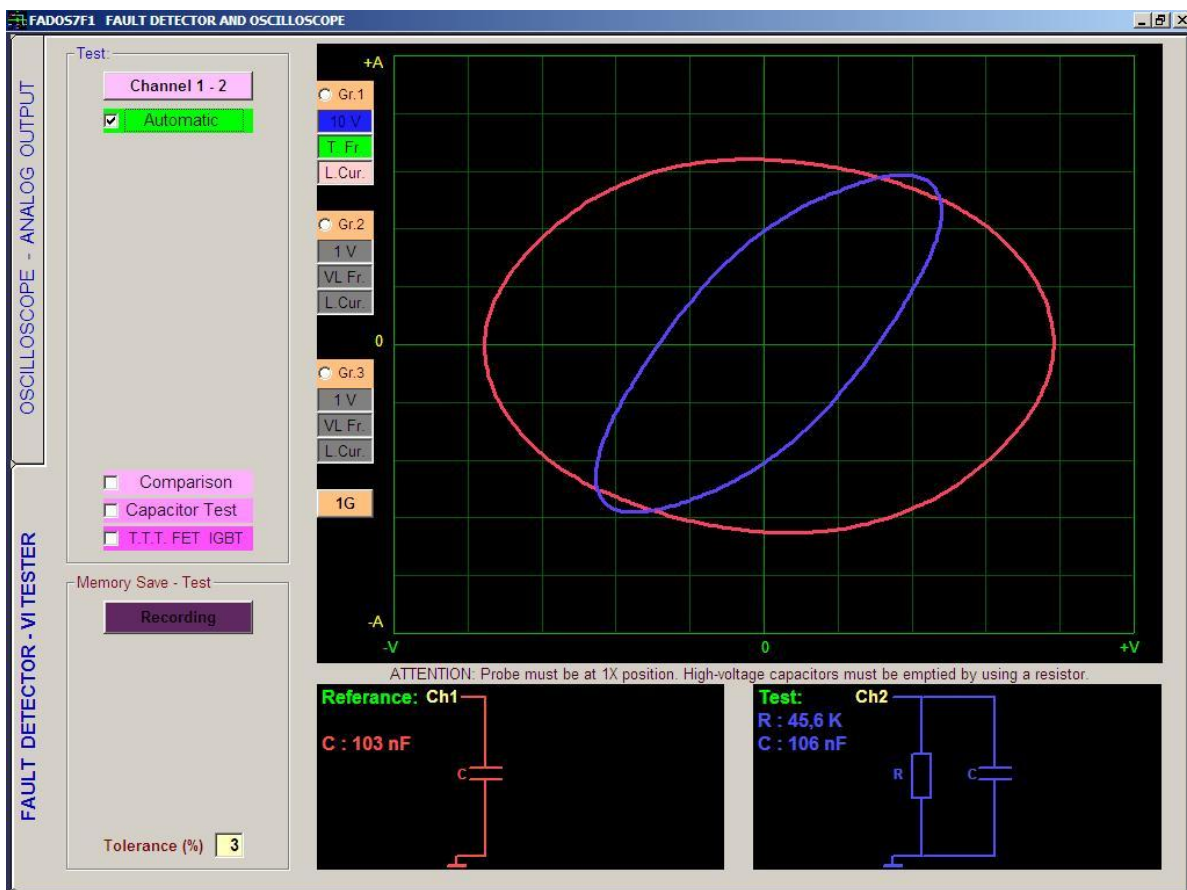 FADOS7F1 FAULT DETECTOR AND OSCILLOSCOPE
OSCILLOSCOPE - ANALOG OUTPUT
FAULT DETECTOR - VI TESTER
Test:
Channel 1 - 2
Automatic
Comparison
Capacitor Test
T.T.T. FET IGBT
Memory Save - Test
Recording
Tolerance (%) 3
+A
0
-A
-V
0
+V
Gr.1
10 V
T. Fr
L.Cur.
Gr.2
1 V
VL Fr.
L.Cur.
Gr.3
1 V
VL Fr.
L.Cur.
1G
ATTENTION: Probe must be at 1X position. High-voltage capacitors must be emptied by using a resistor.
Referance: Ch1
C : 103 nF
C
Test: Ch2
R : 45,6 K
C : 106 nF
R C